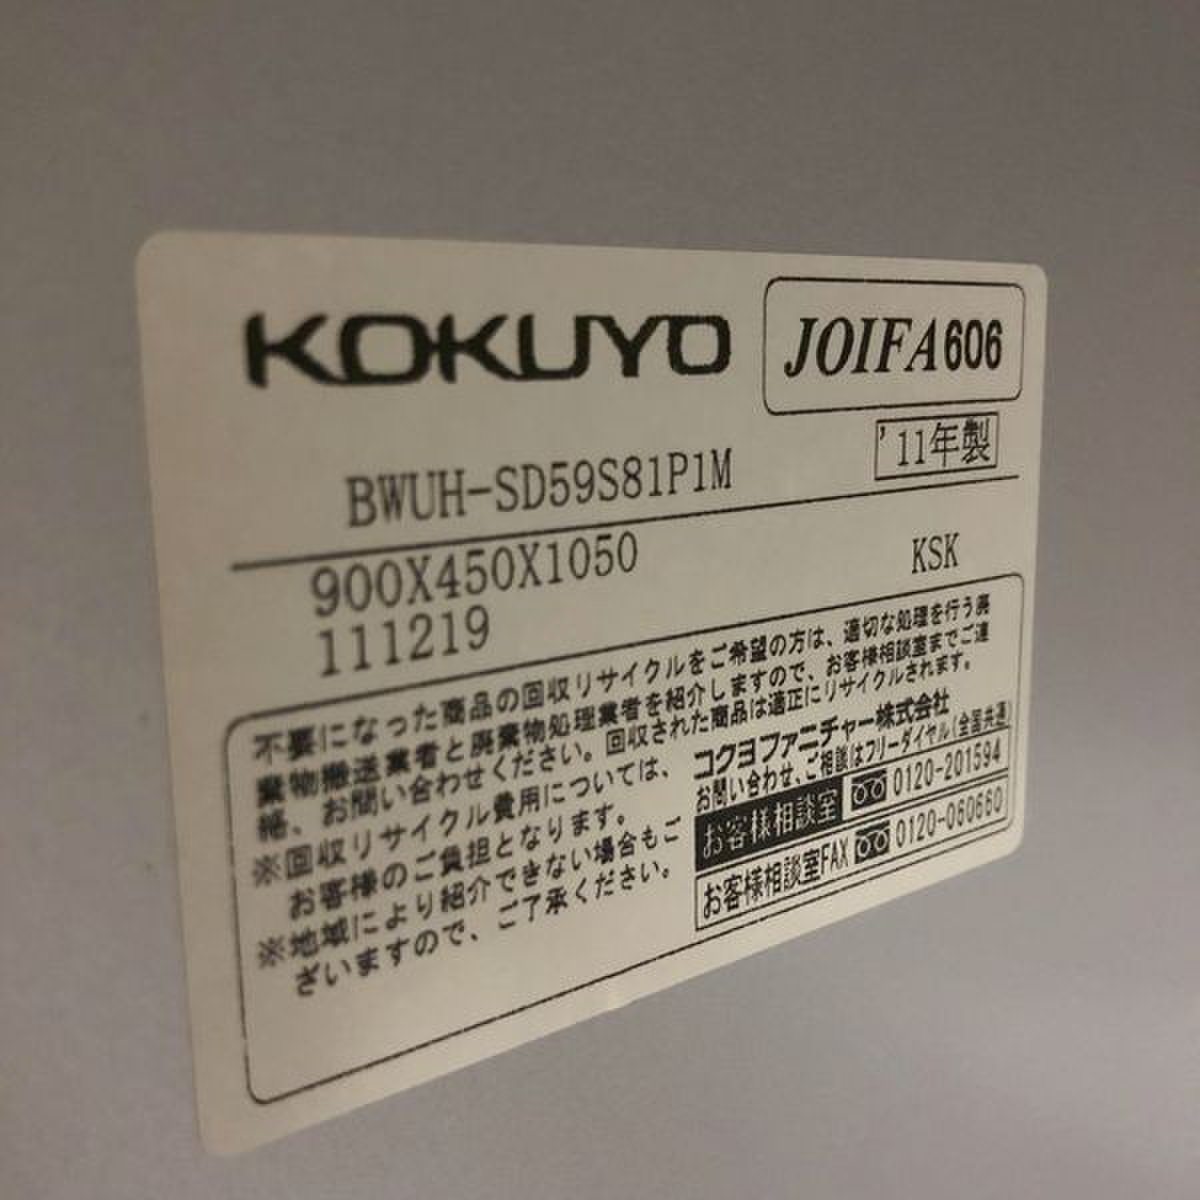 KOKUYO
JOIFA606
'11年製
BWUH-SD59S81P1M
900X450X1050
KSK
111219
不要になった商品の回収リサイクルをご希望の方は、適切な処理を行う廃
棄物搬送業者と廃棄物処理業者を紹介しますので、お客様相談室までご連
絡、お問い合わせください。回収された商品は適正にリサイクルされます。
※回収リサイクル費用については、
お客様のご負担となります。
※地域により紹介できない場合もご
ざいますので、ご了承ください。
コクヨファニチャー株式会社
お問い合わせ、ご相談はフリーダイヤル(全国共通)
お客様相談室 0120-201594
お客様相談室FAX 0120-060660